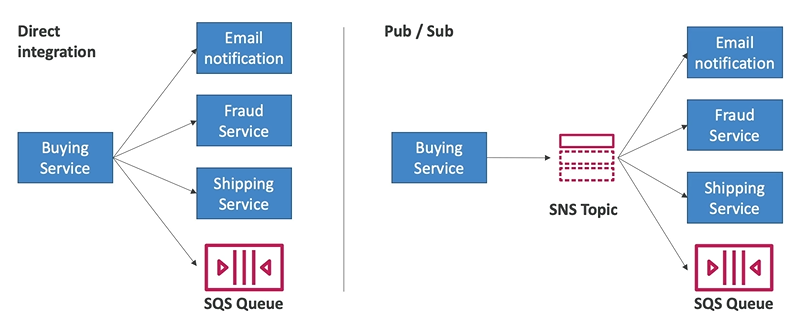 Direct
integration
Email
notification
Fraud
Service
Buying
Service
Shipping
Service
SQS Queue
Pub / Sub
Buying
Service
SNS Topic
Email
notification
Fraud
Service
Shipping
Service
SQS Queue